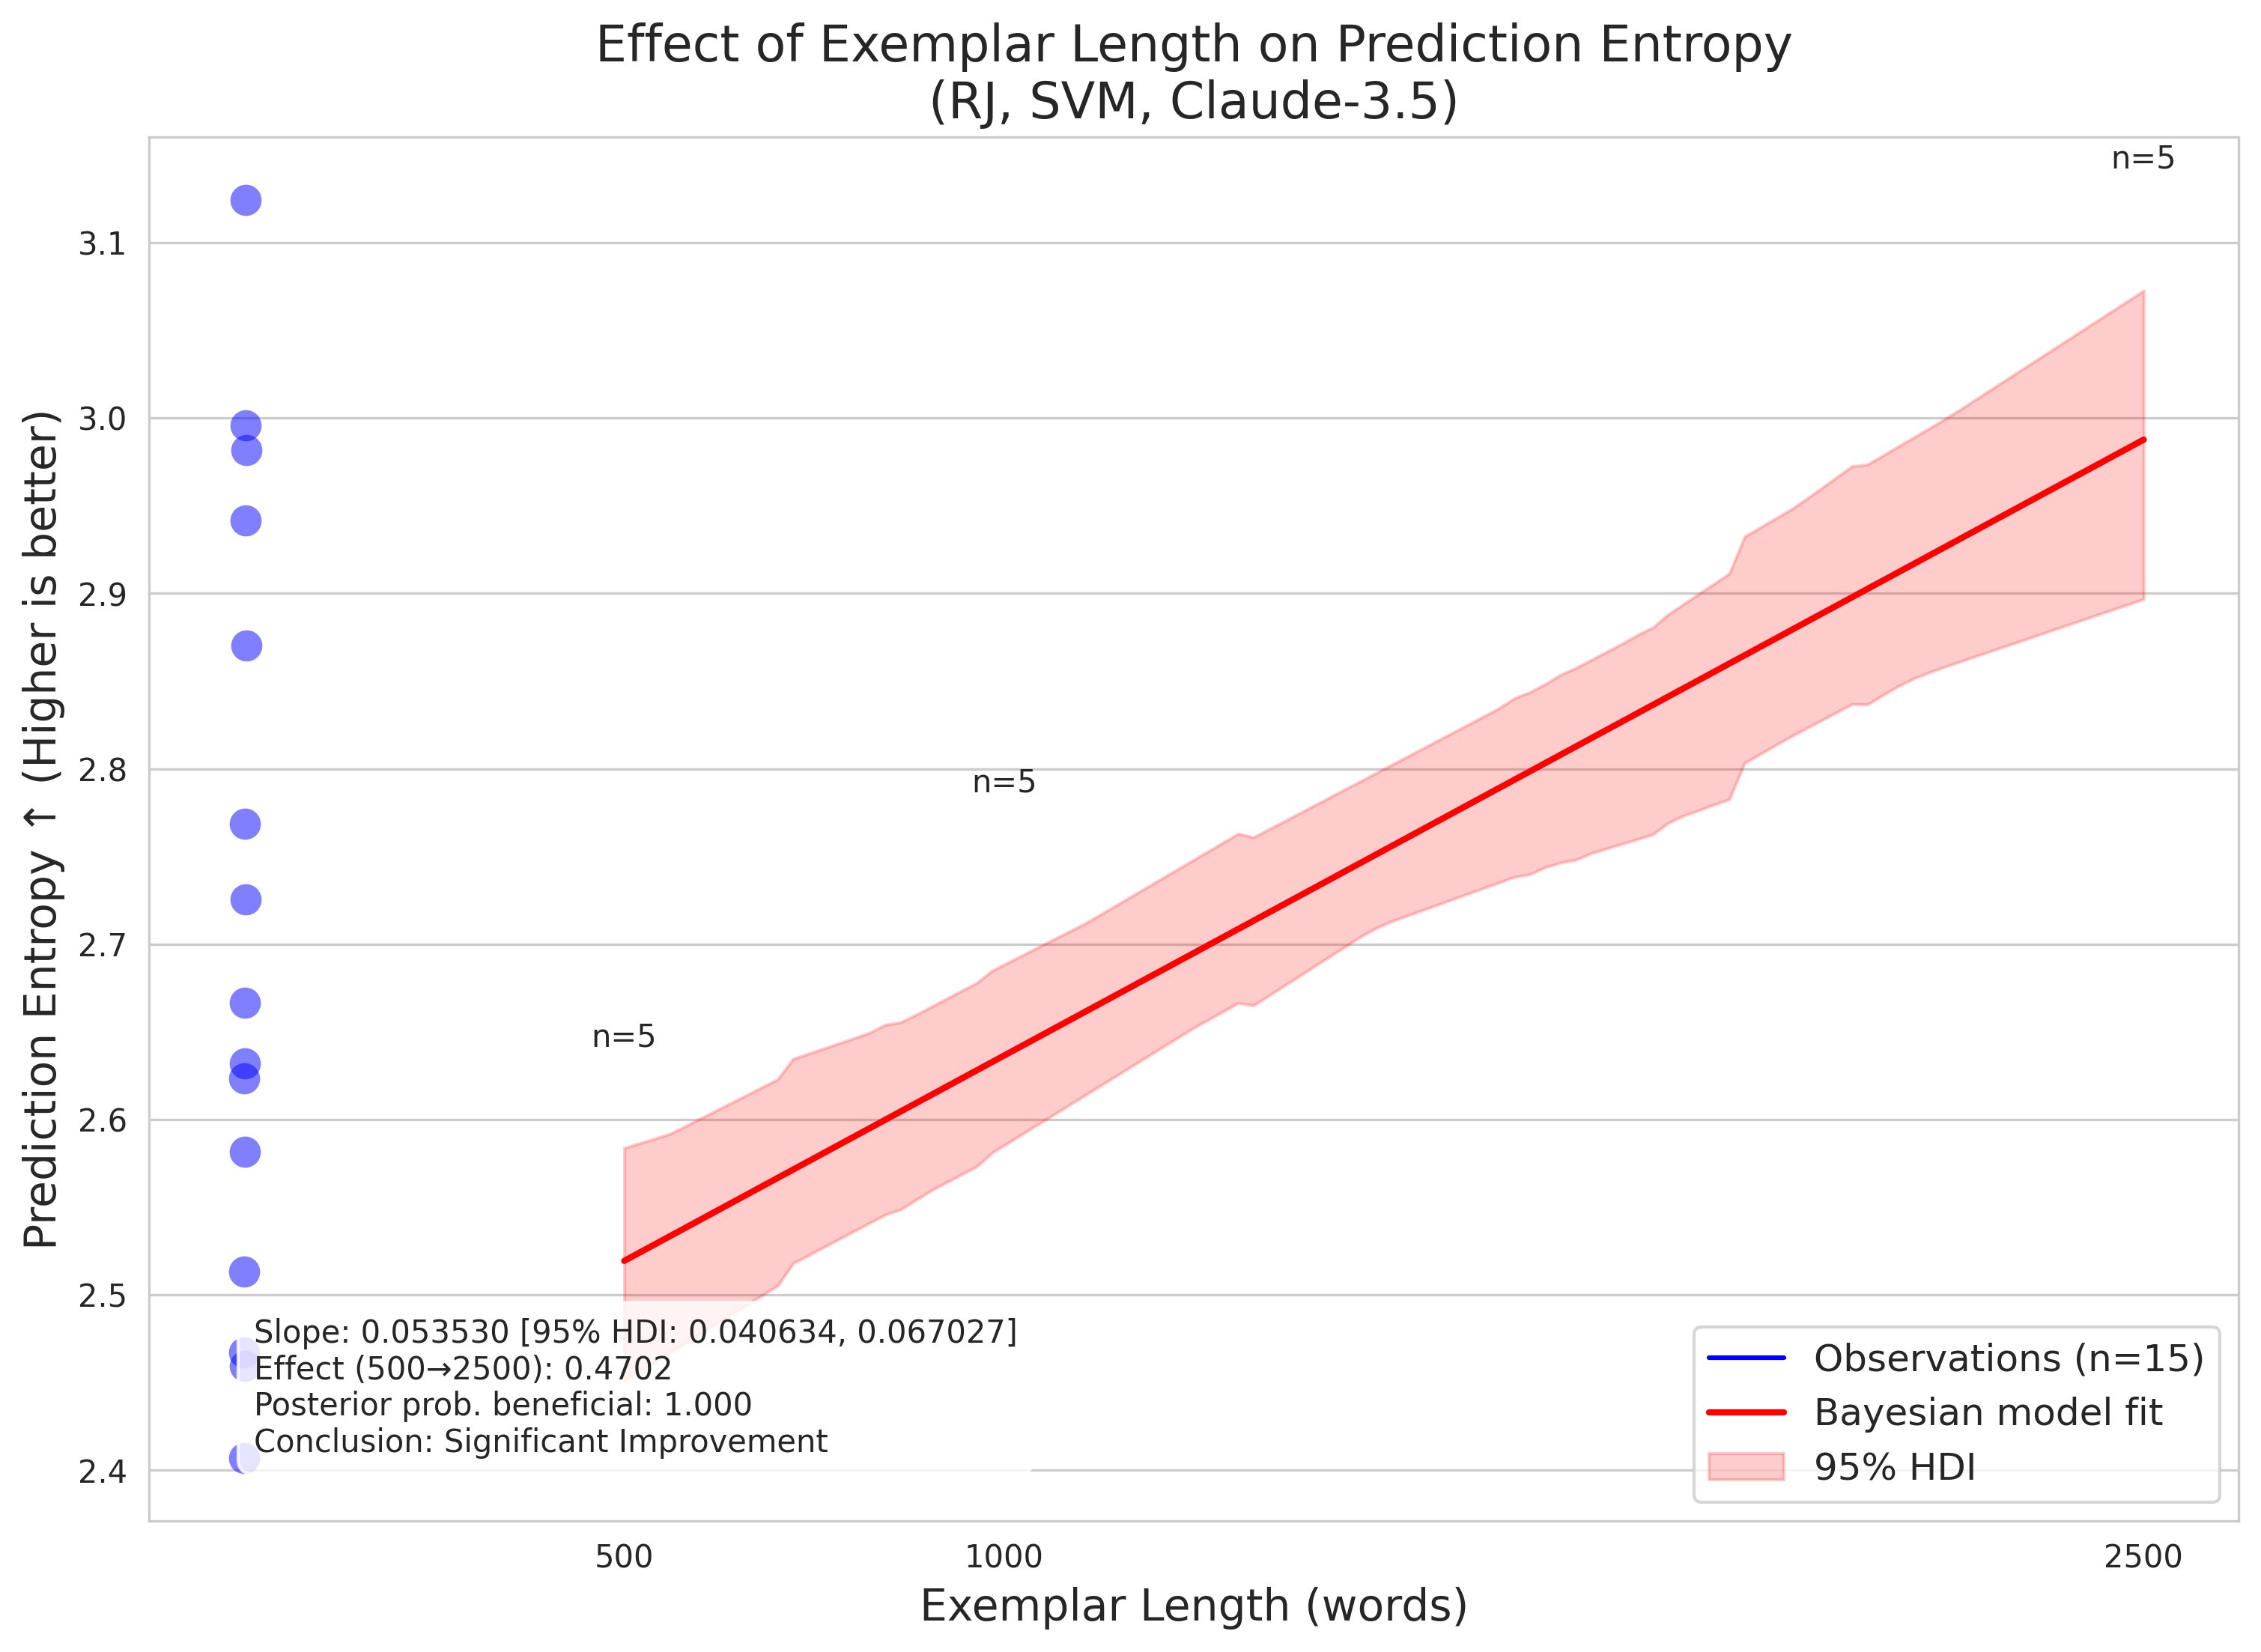 Effect of Exemplar Length on Prediction Entropy
(RJ, SVM, Claude-3.5)
Prediction Entropy ↑ (Higher is better)
3.1
3.0
2.9
2.8
2.7
2.6
2.5
2.4
n=5
n=5
n=5
Slope: 0.053530 [95% HDI: 0.040634, 0.067027]
Effect (500→2500): 0.4702
Posterior prob. beneficial: 1.000
Conclusion: Significant Improvement
Observations (n=15)
Bayesian model fit
95% HDI
500
1000
2500
Exemplar Length (words)